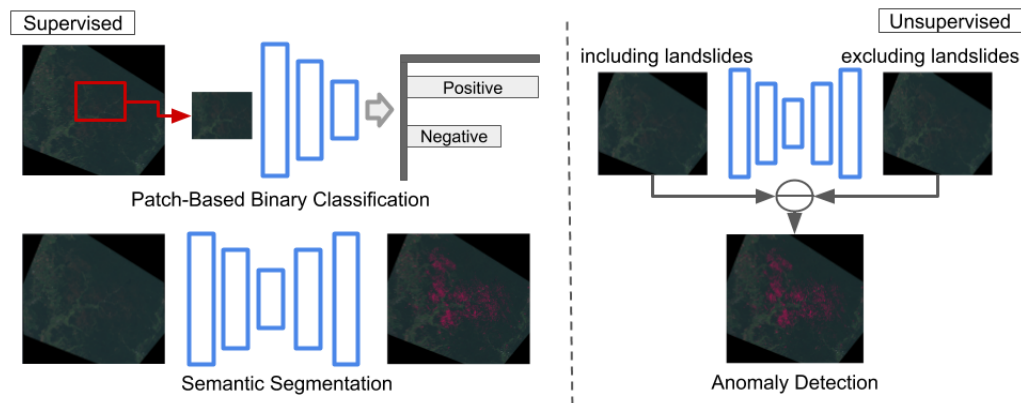 Supervised
Positive
Negative
Patch-Based Binary Classification
Semantic Segmentation
Unsupervised
including landslides
excluding landslides
Anomaly Detection